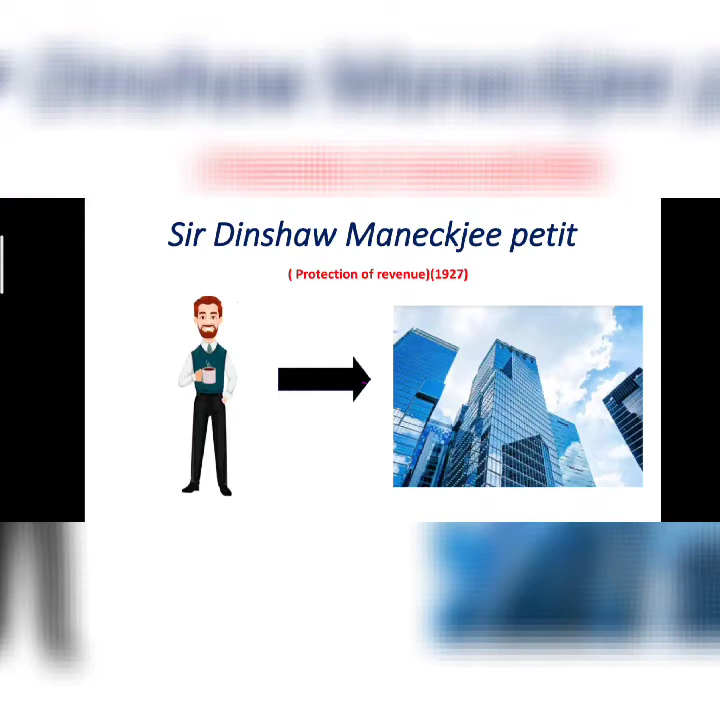 Sir Dinshaw Maneckjee petit
( Protection of revenue)(1927)